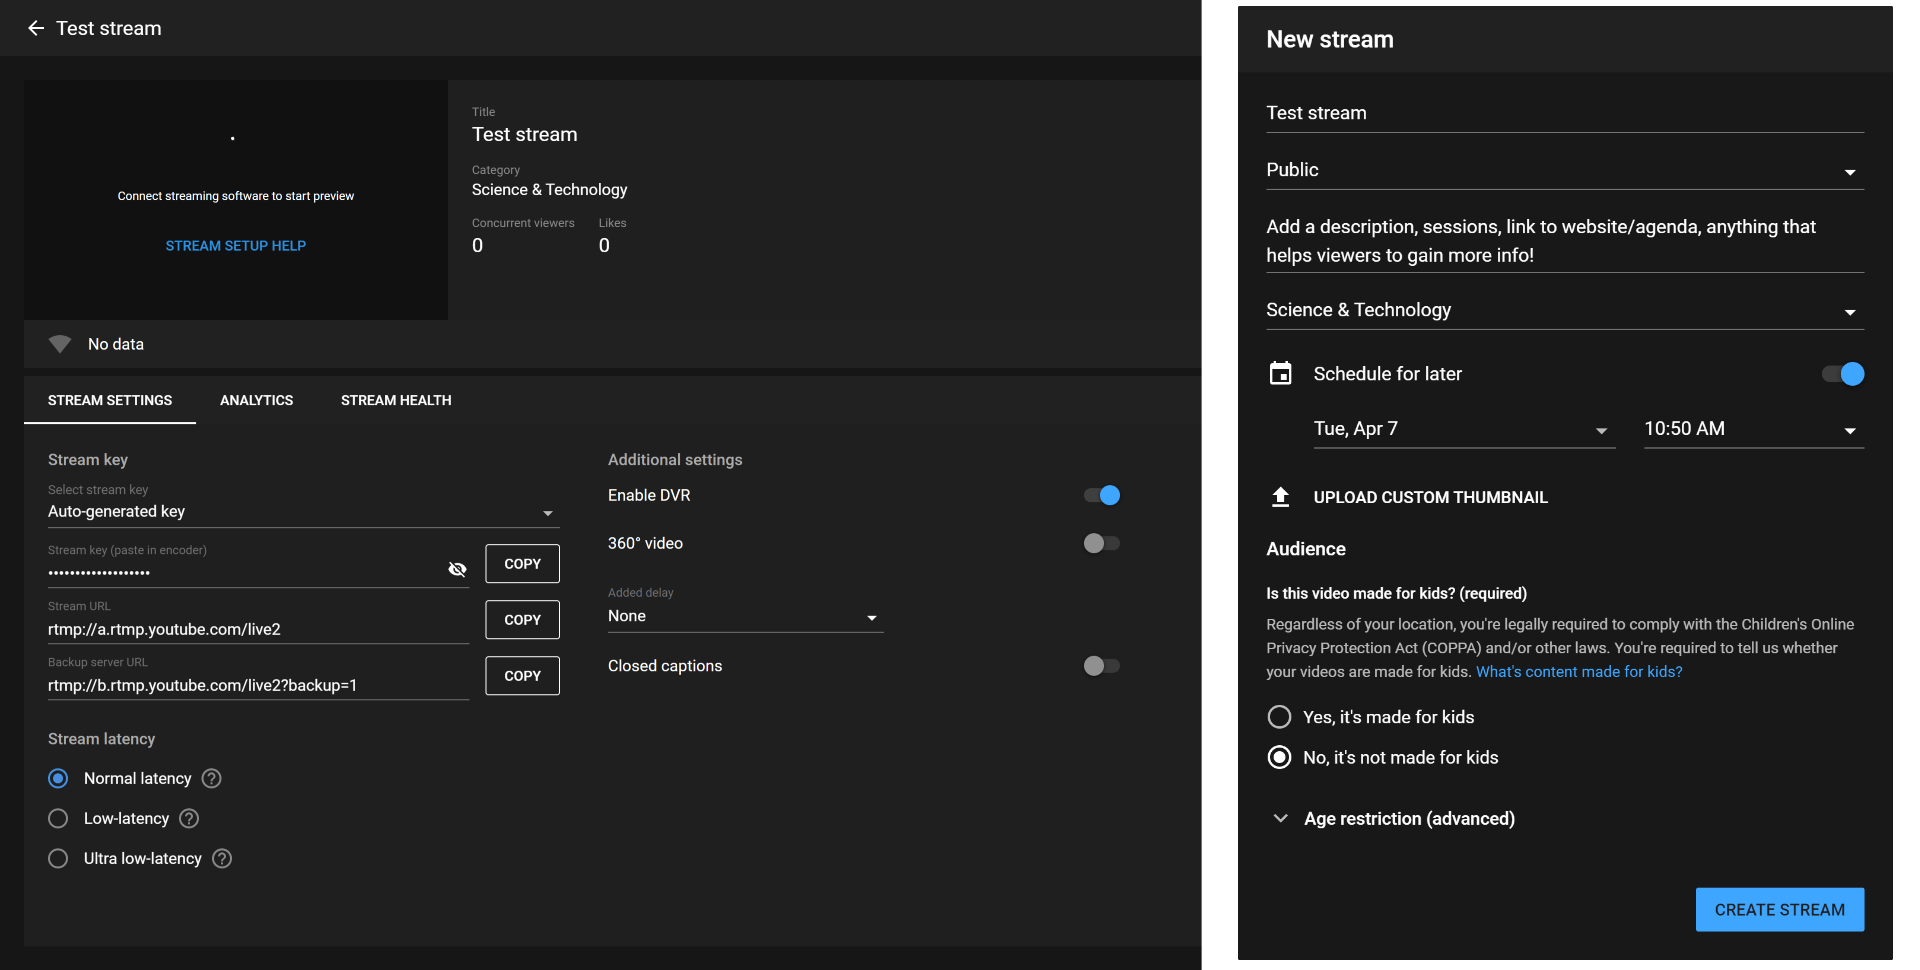 Test stream
Connect streaming software to start preview
STREAM SETUP HELP
Title
Test stream
Category
Science & Technology
Concurrent viewers Likes
0 0
No data
STREAM SETTINGS ANALYTICS STREAM HEALTH
Stream key
Select stream key
Auto-generated key
Stream key (paste in encoder)
•••••••••••••••••••
COPY
Stream URL
rtmp://a.rtmp.youtube.com/live2
COPY
Backup server URL
rtmp://b.rtmp.youtube.com/live2?backup=1
COPY
Stream latency
Normal latency
Low-latency
Ultra low-latency
Additional settings
Enable DVR
360° video
Added delay
None
Closed captions
New stream
Test stream
Public
Add a description, sessions, link to website/agenda, anything that
helps viewers to gain more info!
Science & Technology
Schedule for later
Tue, Apr 7 10:50 AM
UPLOAD CUSTOM THUMBNAIL
Audience
Is this video made for kids? (required)
Regardless of your location, you're legally required to comply with the Children's Online
Privacy Protection Act (COPPA) and/or other laws. You're required to tell us whether
your videos are made for kids. What's content made for kids?
Yes, it's made for kids
No, it's not made for kids
Age restriction (advanced)
CREATE STREAM